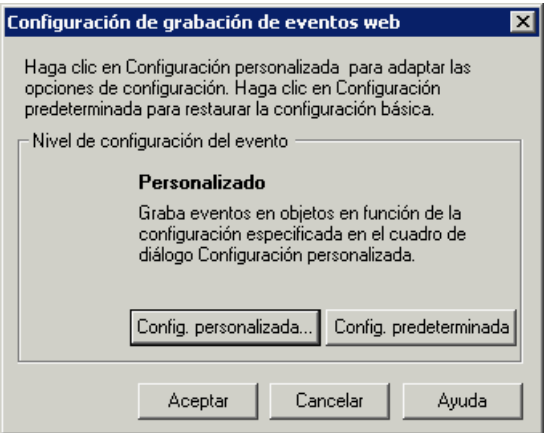 Configuración de grabación de eventos web
Haga clic en Configuración personalizada para adaptar las
opciones de configuración. Haga clic en Configuración
predeterminada para restaurar la configuración básica.
Nivel de configuración del evento
Personalizado
Graba eventos en objetos en función de la
configuración especificada en el cuadro de
diálogo Configuración personalizada.
Config. personalizada... Config. predeterminada
Aceptar Cancelar Ayuda